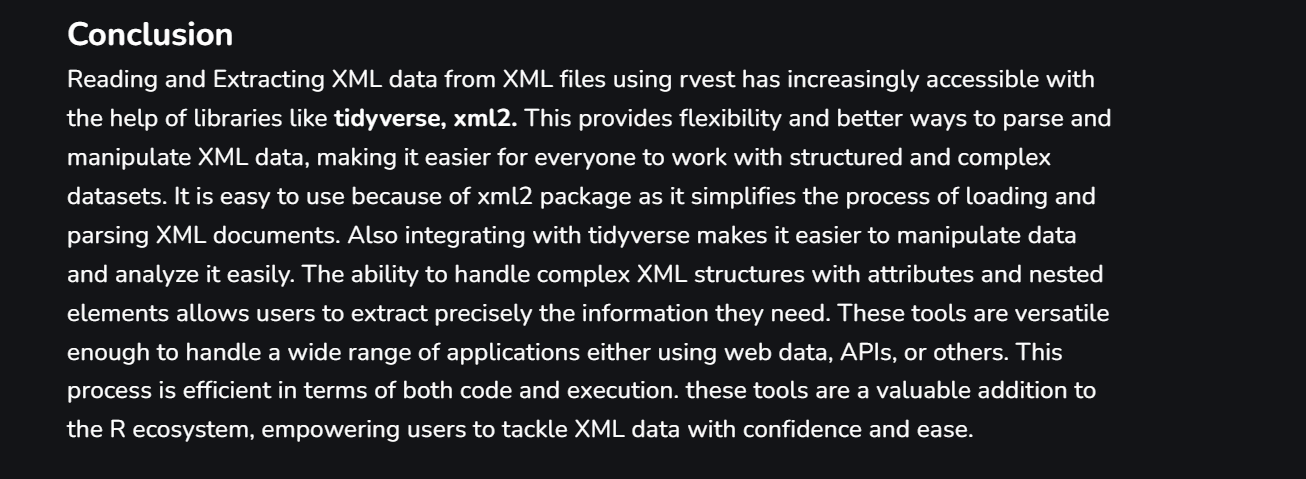 Conclusion
Reading and Extracting XML data from XML files using rvest has increasingly accessible with
the help of libraries like tidyverse, xml2. This provides flexibility and better ways to parse and
manipulate XML data, making it easier for everyone to work with structured and complex
datasets. It is easy to use because of xml2 package as it simplifies the process of loading and
parsing XML documents. Also integrating with tidyverse makes it easier to manipulate data
and analyze it easily. The ability to handle complex XML structures with attributes and nested
elements allows users to extract precisely the information they need. These tools are versatile
enough to handle a wide range of applications either using web data, APIs, or others. This
process is efficient in terms of both code and execution. these tools are a valuable addition to
the R ecosystem, empowering users to tackle XML data with confidence and ease.